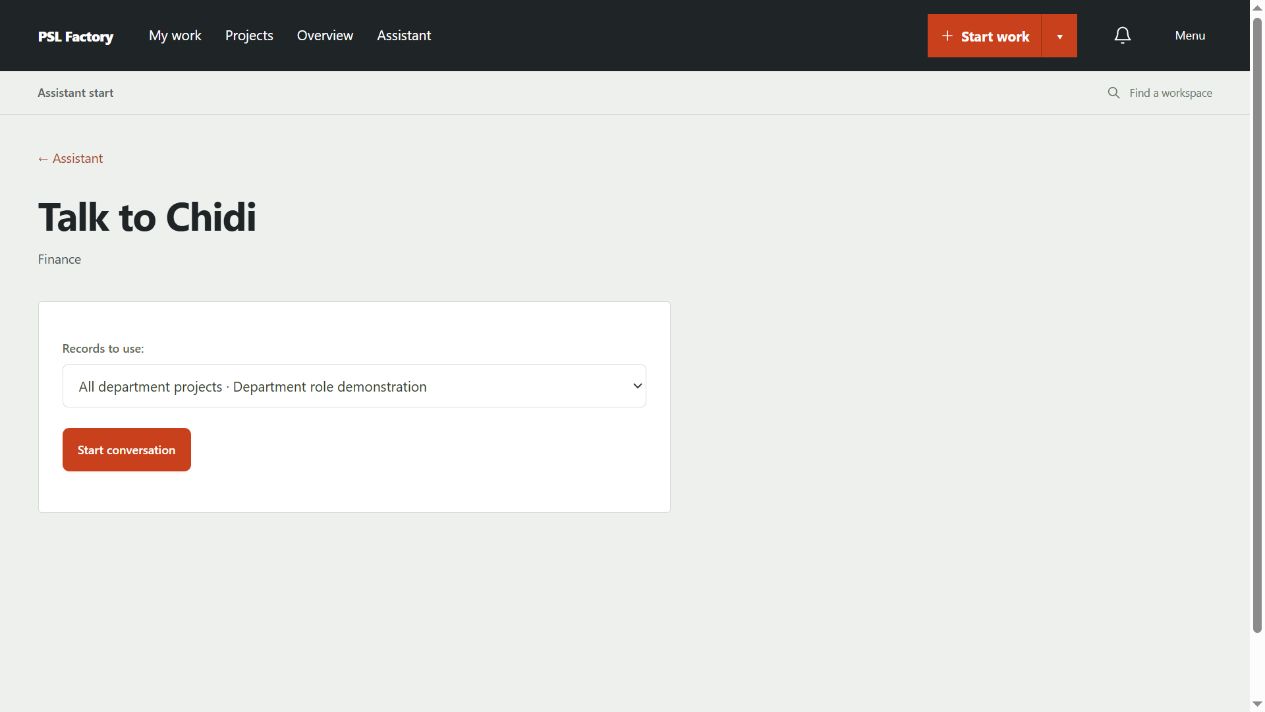 PSL Factory
My work
Projects
Overview
Assistant
+ Start work
Menu
Assistant start
Find a workspace
← Assistant
Talk to Chidi
Finance
Records to use:
All department projects · Department role demonstration
Start conversation